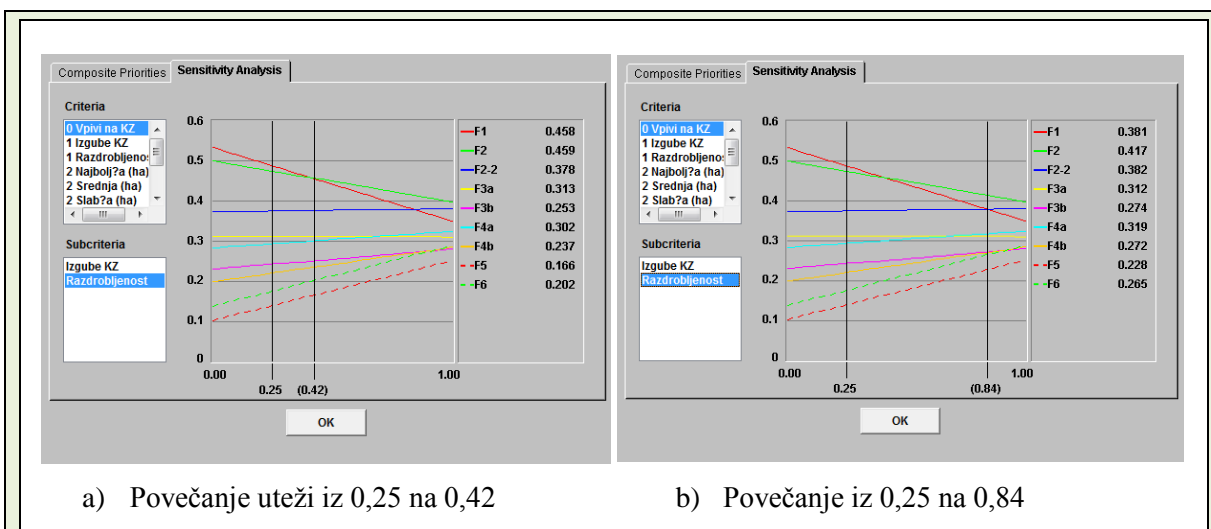 Composite Priorities Sensitivity Analysis
Criteria
0 Vpivi na KZ
1 Izgube KZ
1 Razdrobljeno
2 Najbolj?a (ha)
2 Srednja (ha)
2 Slab?a (ha)
Subcriteria
Izgube KZ
Razdrobljenost
0.6
0.5
0.4
0.3
0.2
0.1
0
0.00 1.00
0.25 (0.42)
F1 0.458
F2 0.459
F2-2 0.378
F3a 0.313
F3b 0.253
F4a 0.302
F4b 0.237
F5 0.166
F6 0.202
OK
a) Povečanje uteži iz 0,25 na 0,42
Composite Priorities Sensitivity Analysis
Criteria
0 Vpivi na KZ
1 Izgube KZ
1 Razdrobljeno
2 Najbolj?a (ha)
2 Srednja (ha)
2 Slab?a (ha)
Subcriteria
Izgube KZ
Razdrobljenost
0.6
0.5
0.4
0.3
0.2
0.1
0
0.00 1.00
0.25 (0.84)
F1 0.381
F2 0.417
F2-2 0.382
F3a 0.312
F3b 0.274
F4a 0.319
F4b 0.272
F5 0.228
F6 0.265
OK
b) Povečanje iz 0,25 na 0,84